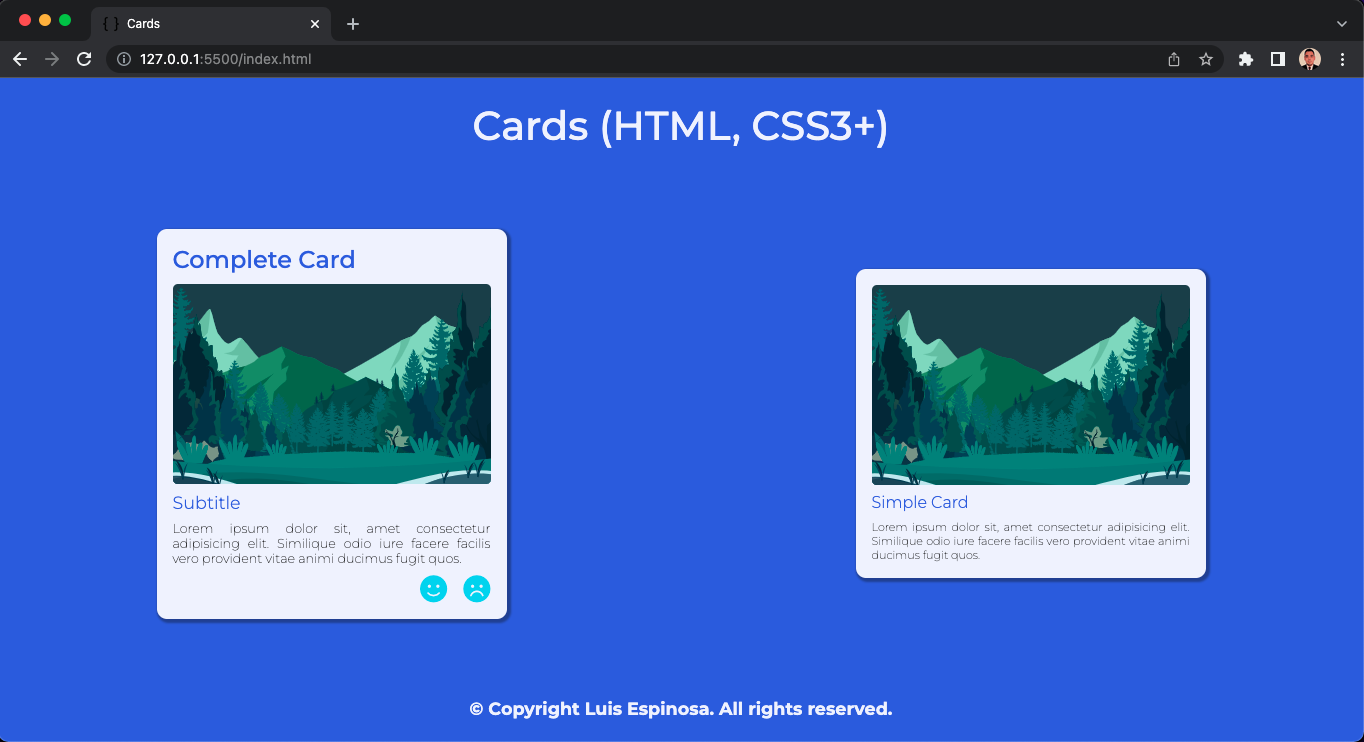 Cards
127.0.0.1:5500/index.html
Cards (HTML, CSS3+)
Complete Card
Subtitle
Lorem ipsum dolor sit, amet consectetur
adipisicing elit. Similique odio iure facere facilis
vero provident vitae animi ducimus fugit quos.
Simple Card
Lorem ipsum dolor sit, amet consectetur adipisicing elit.
Similique odio iure facere facilis vero provident vitae animi
ducimus fugit quos.
© Copyright Luis Espinosa. All rights reserved.